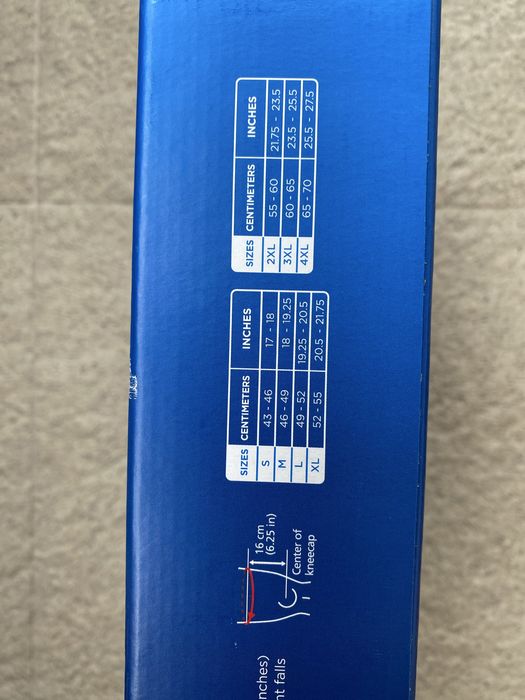 nches)
nt falls
16 cm
(6.25 in)
Center of
kneecap
SIZES CENTIMETERS INCHES
S 43 - 46 17 - 18
M 46 - 49 18 - 19.25
L 49 - 52 19.25 - 20.5
XL 52 - 55 20.5 - 21.75
SIZES CENTIMETERS INCHES
2XL 55 - 60 21.75 - 23.5
3XL 60 - 65 23.5 - 25.5
4XL 65 - 70 25.5 - 27.5